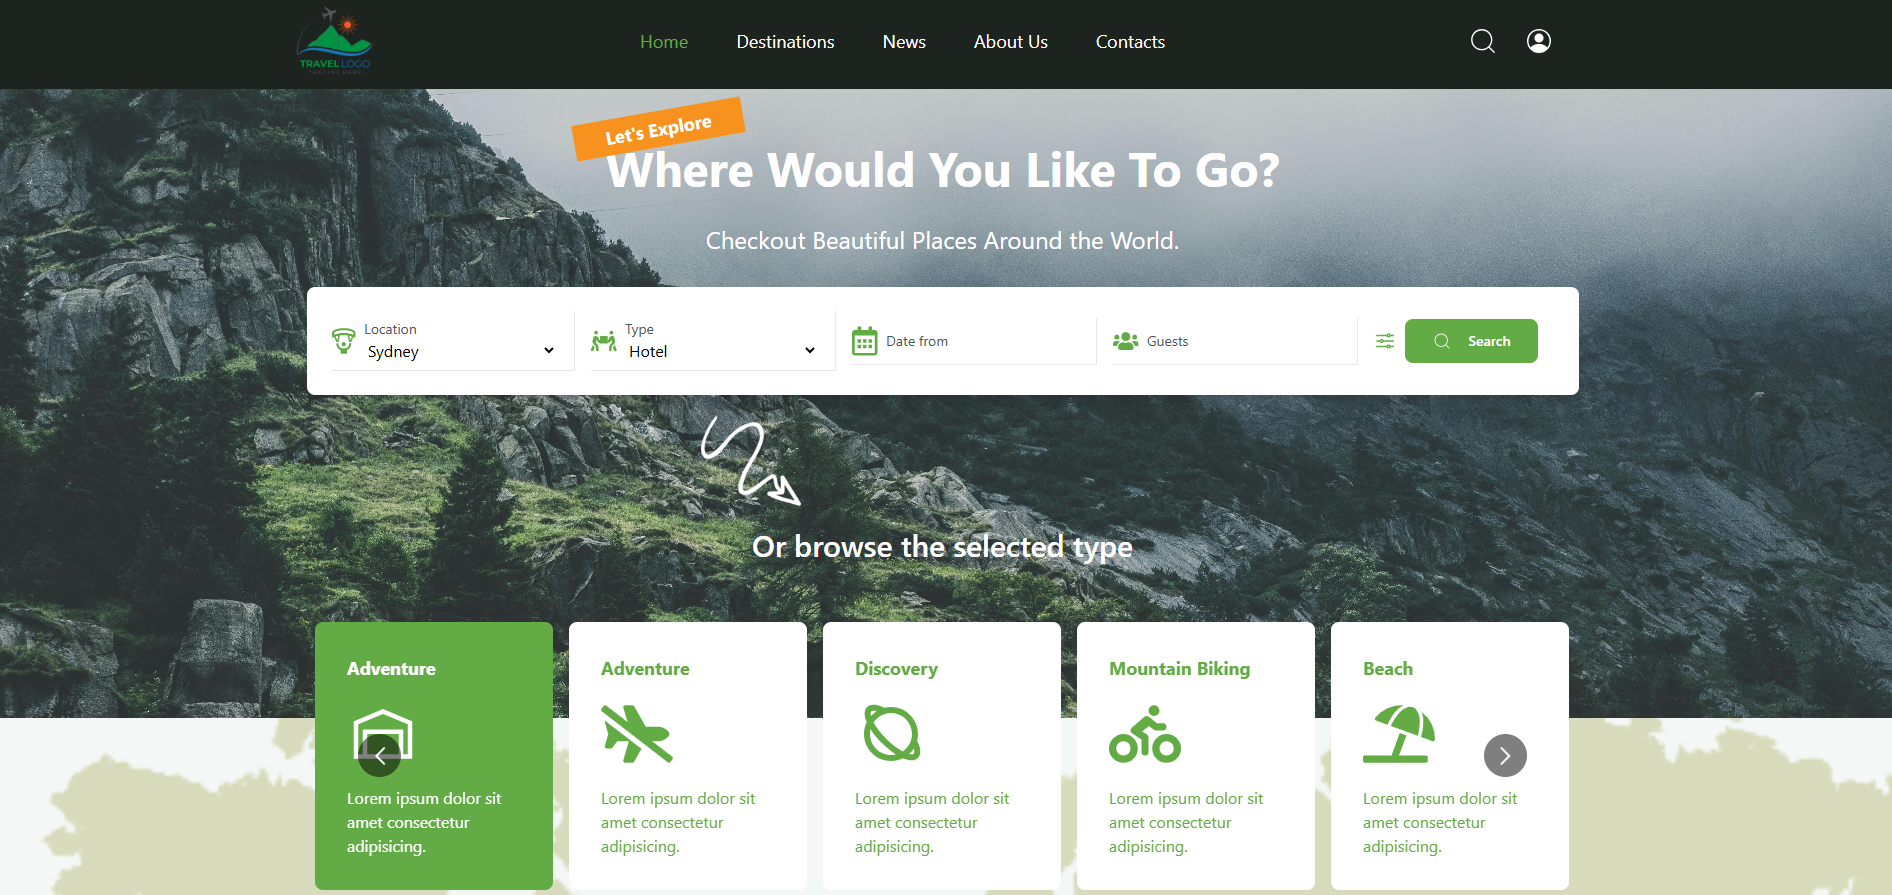 TRAVEL LOGO
TAGLINE HERE
Home Destinations News About Us Contacts
Let's Explore
Where Would You Like To Go?
Checkout Beautiful Places Around the World.
Location
Sydney
Type
Hotel
Date from
Guests
Search
Or browse the selected type
Adventure
Lorem ipsum dolor sit
amet consectetur
adipisicing.
Adventure
Lorem ipsum dolor sit
amet consectetur
adipisicing.
Discovery
Lorem ipsum dolor sit
amet consectetur
adipisicing.
Mountain Biking
Lorem ipsum dolor sit
amet consectetur
adipisicing.
Beach
Lorem ipsum dolor sit
amet consectetur
adipisicing.